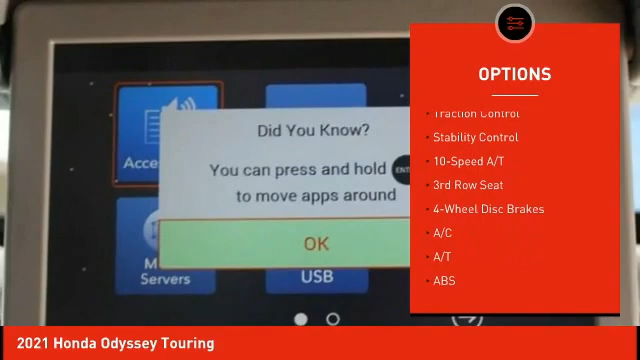 Did You Know?
You can press and hold
to move apps around
OK
Servers
USB
OPTIONS
Traction Control
Stability Control
10-Speed A/T
3rd Row Seat
4-Wheel Disc Brakes
A/C
A/T
ABS
2021 Honda Odyssey Touring